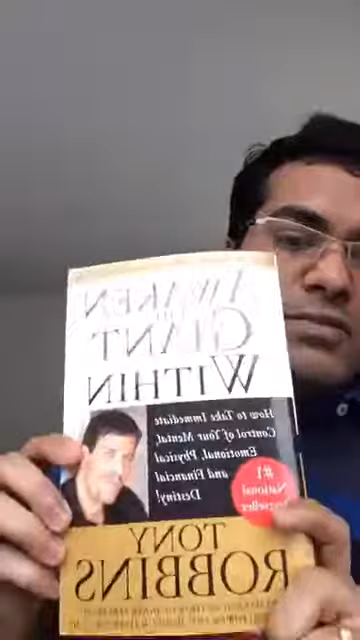 AWAKEN
THE
GIANT
WITHIN
How to Take Immediate
Control of Your Mental,
Emotional, Physical
and Financial
Destiny!
#1
National
Bestseller
TONY
ROBBINS